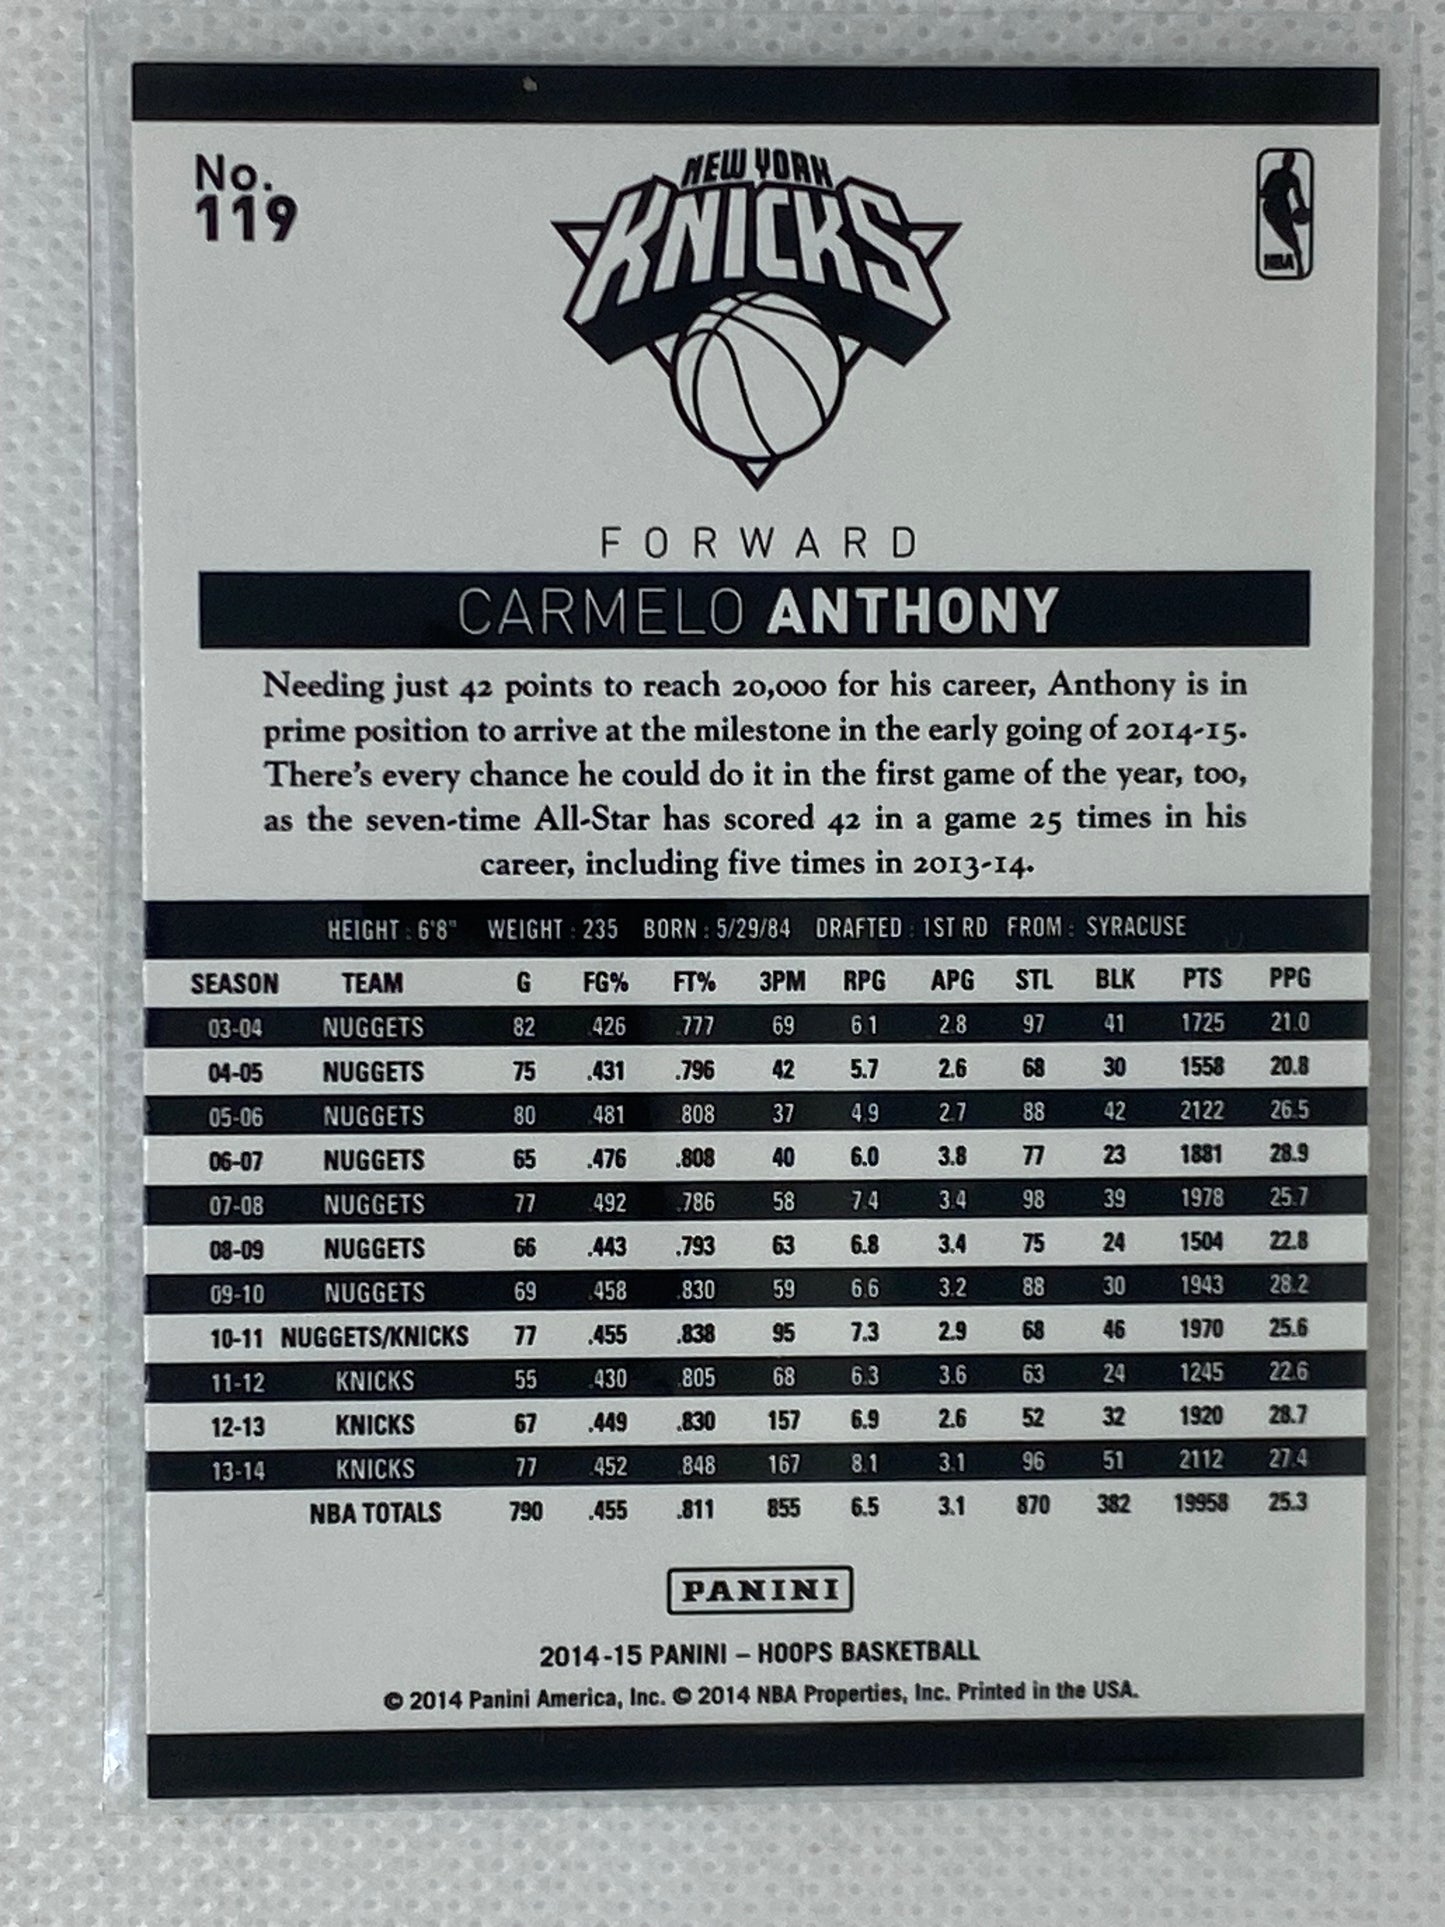 No.
119
NEW YORK
KNICKS
NBA
FORWARD
CARMELO ANTHONY
Needing just 42 points to reach 20,000 for his career, Anthony is in
prime position to arrive at the milestone in the early going of 2014-15.
There's every chance he could do it in the first game of the year, too,
as the seven-time All-Star has scored 42 in a game 25 times in his
career, including five times in 2013-14.
HEIGHT : 6'8" WEIGHT : 235 BORN : 5/29/84 DRAFTED : 1ST RD FROM : SYRACUSE
SEASON TEAM G FG% FT% 3PM RPG APG STL BLK PTS PPG
03-04 NUGGETS 82 .426 .777 69 6.1 2.8 97 41 1725 21.0
04-05 NUGGETS 75 .431 .796 42 5.7 2.6 68 30 1558 20.8
05-06 NUGGETS 80 .481 .808 37 4.9 2.7 88 42 2122 26.5
06-07 NUGGETS 65 .476 .808 40 6.0 3.8 77 23 1881 28.9
07-08 NUGGETS 77 .492 .786 58 7.4 3.4 98 39 1978 25.7
08-09 NUGGETS 66 .443 .793 63 6.8 3.4 75 24 1504 22.8
09-10 NUGGETS 69 .458 .830 59 6.6 3.2 88 30 1943 28.2
10-11 NUGGETS/KNICKS 77 .455 .838 95 7.3 2.9 68 46 1970 25.6
11-12 KNICKS 55 .430 .805 68 6.3 3.6 63 24 1245 22.6
12-13 KNICKS 67 .449 .830 157 6.9 2.6 52 32 1920 28.7
13-14 KNICKS 77 .452 .848 167 8.1 3.1 96 51 2112 27.4
NBA TOTALS 790 .455 .811 855 6.5 3.1 870 382 19958 25.3
PANINI
2014-15 PANINI – HOOPS BASKETBALL
© 2014 Panini America, Inc. © 2014 NBA Properties, Inc. Printed in the USA.